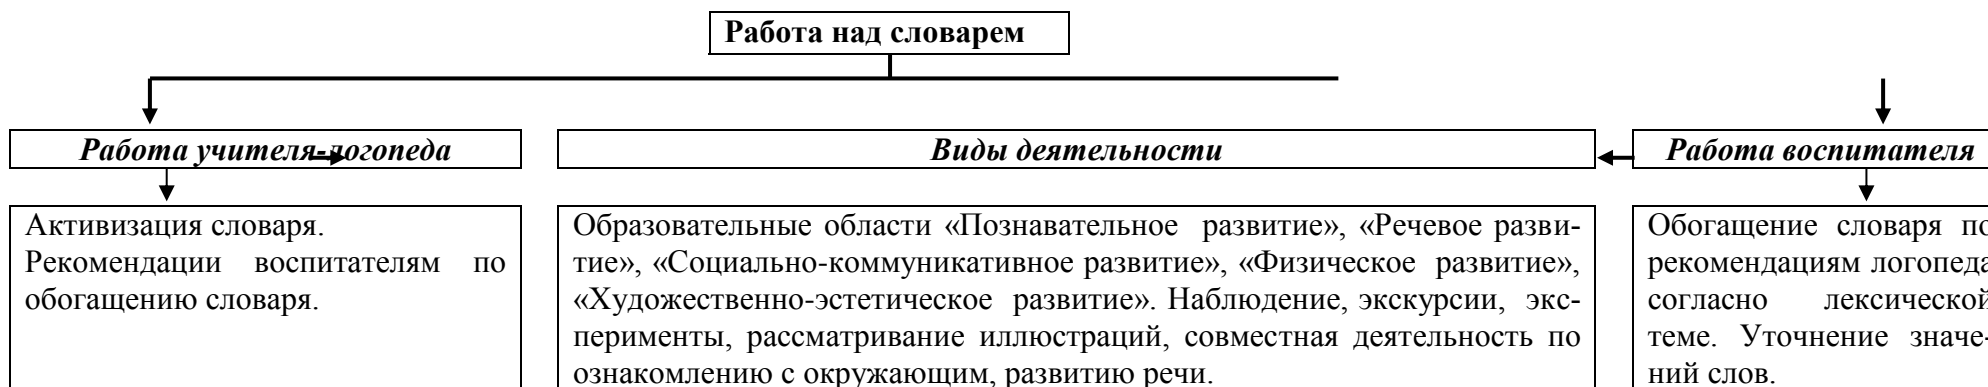 Работа над словарем
Работа учителя-логопеда
Виды деятельности
Работа воспитателя
Активизация словаря.
Рекомендации воспитателям по
обогащению словаря.
Образовательные области «Познавательное развитие», «Речевое разви-
тие», «Социально-коммуникативное развитие», «Физическое развитие»,
«Художественно-эстетическое развитие». Наблюдение, экскурсии, экс-
перименты, рассматривание иллюстраций, совместная деятельность по
ознакомлению с окружающим, развитию речи.
Обогащение словаря по
рекомендациям логопеда
согласно лексической
теме. Уточнение значе-
ний слов.